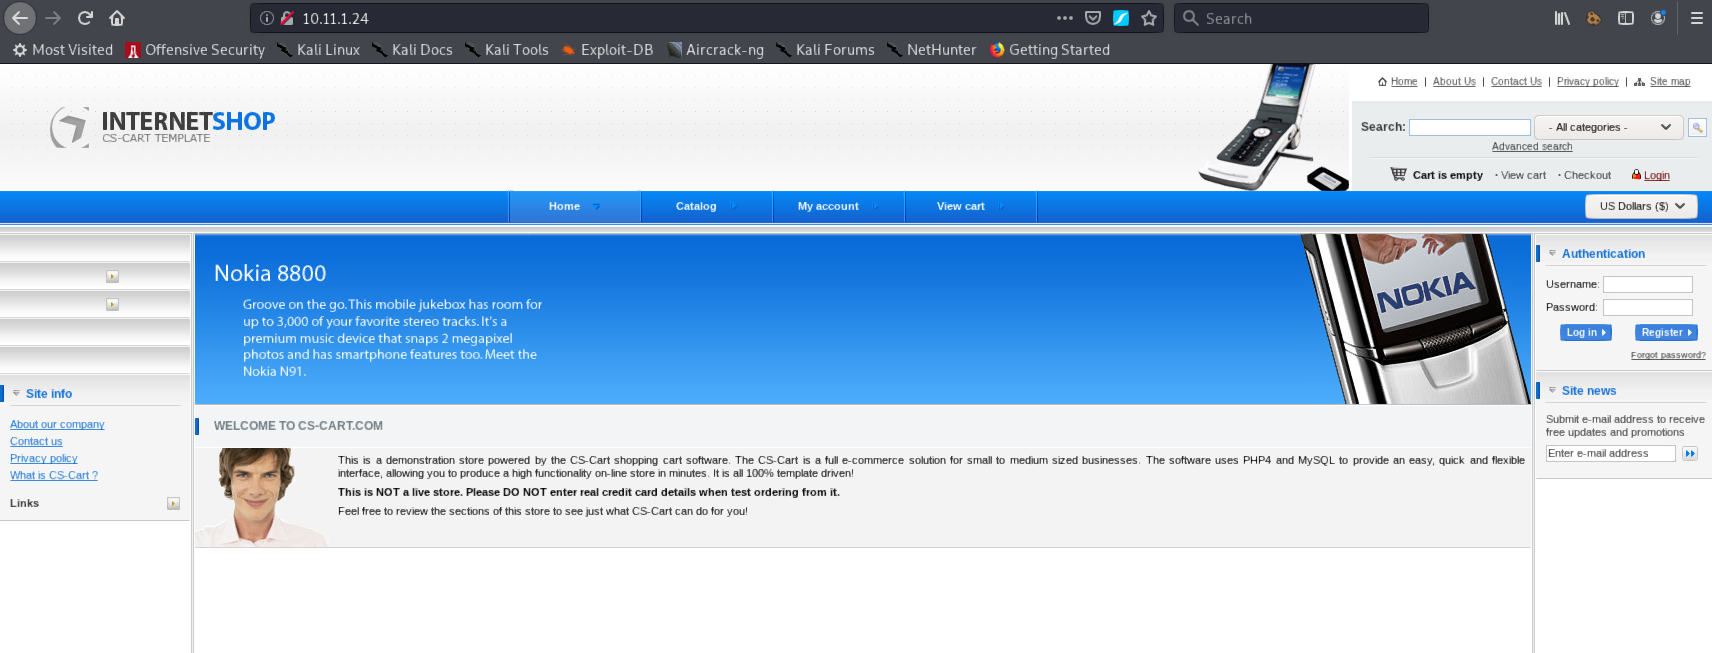 10.11.1.24
Search
Most Visited
Offensive Security
Kali Linux
Kali Docs
Kali Tools
Exploit-DB
Aircrack-ng
Kali Forums
NetHunter
Getting Started
INTERNETSHOP
CS-CART TEMPLATE
Home | About Us | Contact Us | Privacy policy | Site map
Search: - All categories -
Advanced search
Cart is empty · View cart · Checkout Login
Home
Catalog
My account
View cart
US Dollars ($)
Site info
About our company
Contact us
Privacy policy
What is CS-Cart ?
Links
Nokia 8800
Groove on the go. This mobile jukebox has room for
up to 3,000 of your favorite stereo tracks. It's a
premium music device that snaps 2 megapixel
photos and has smartphone features too. Meet the
Nokia N91.
NOKIA
WELCOME TO CS-CART.COM
This is a demonstration store powered by the CS-Cart shopping cart software. The CS-Cart is a full e-commerce solution for small to medium sized businesses. The software uses PHP4 and MySQL to provide an easy, quick and flexible
interface, allowing you to produce a high functionality on-line store in minutes. It is all 100% template driven!
This is NOT a live store. Please DO NOT enter real credit card details when test ordering from it.
Feel free to review the sections of this store to see just what CS-Cart can do for you!
Authentication
Username:
Password:
Log in
Register
Forgot password?
Site news
Submit e-mail address to receive
free updates and promotions
Enter e-mail address